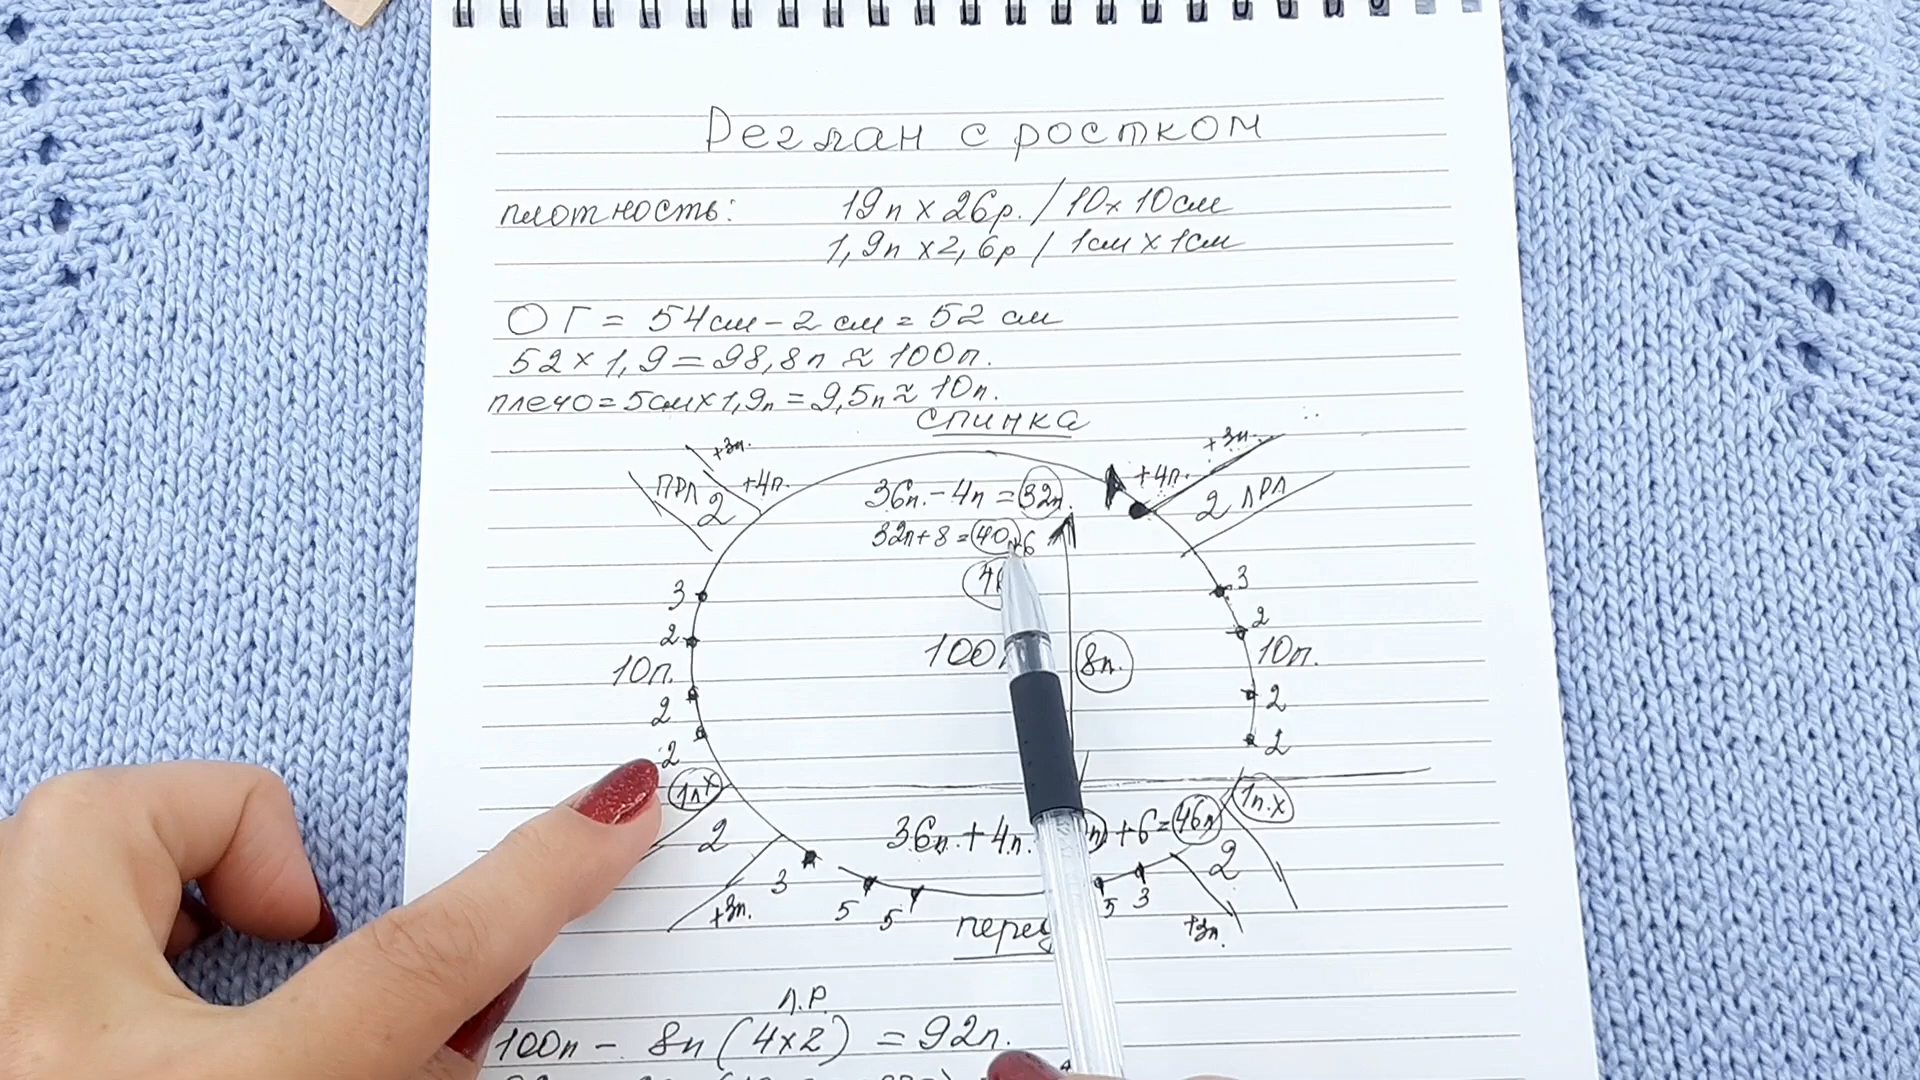 Реглан с ростком
плотность: 19п x 26р. / 10x10см
1,9п x 2,6р / 1см x 1см
ОГ = 54см - 2 см = 52 см
52 x 1,9 = 98,8п ≈ 100п.
плечо = 5см x 1,9п = 9,5п ≈ 10п.
спинка
+3п. +3п.
ПРЛ 2 +4п. +4п. 2 ЛРЛ
36п. - 4п = 32п.
32п + 8 = 40 +6
3 3
2 2
100 8п.
10п. 10п.
2 2
2 2
1п x 1п. x
2 36п + 4п. + 6 = 46п 2
3 5 5 5 3
+3п. +3п.
Л.Р.
100п - 8п (4x2) = 92п.